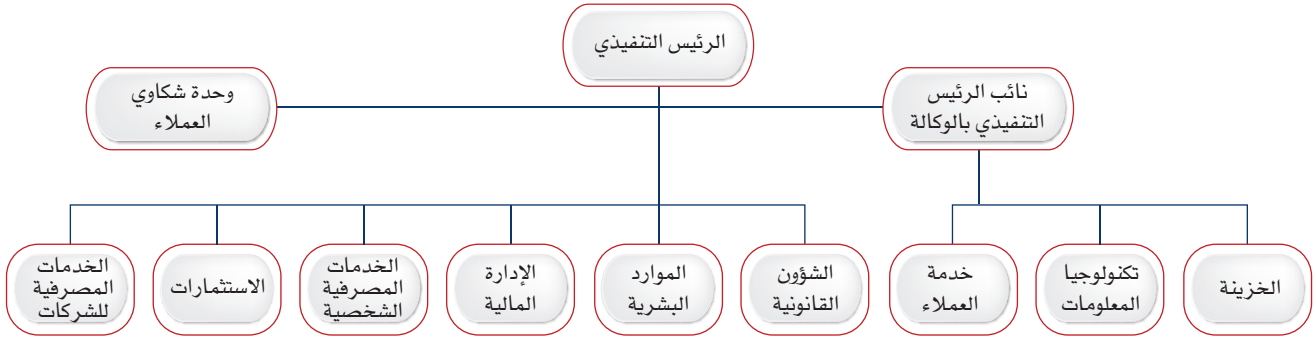 الرئيس التنفيذي
نائب الرئيس
التنفيذي بالوكالة
وحدة شكاوي
العملاء
الخزينة
تكنولوجيا
المعلومات
خدمة
العملاء
الشؤون
القانونية
الموارد
البشرية
الإدارة
المالية
الخدمات
المصرفية
الشخصية
الاستثمارات
الخدمات
المصرفية
للشركات